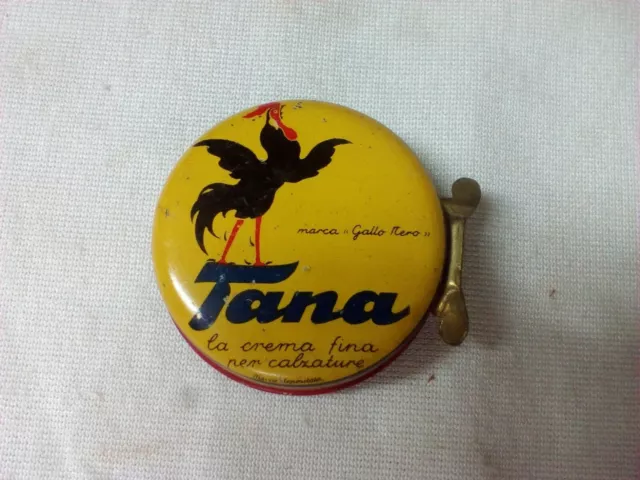 marca « Gallo Nero »
Tana
la crema fina
per calzature